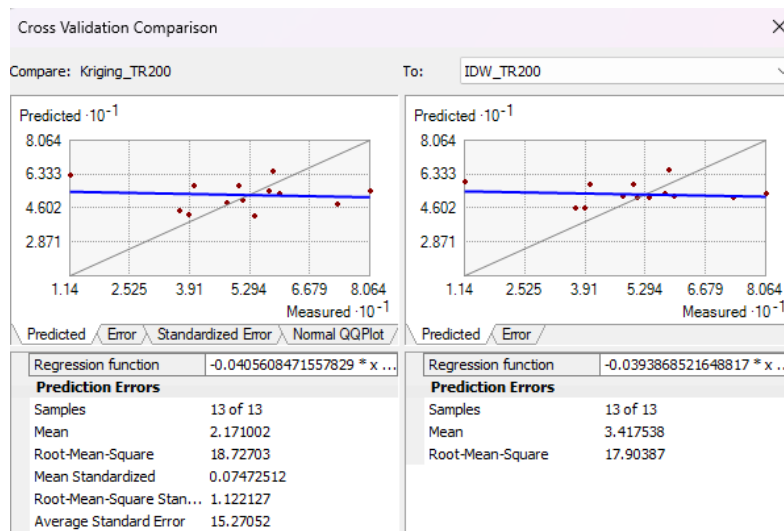 Cross Validation Comparison
Compare: Kriging_TR200 To: IDW_TR200
Predicted ·10-1
8.064
6.333
4.602
2.871
1.14 2.525 3.91 5.294 6.679 8.064
Measured ·10-1
Predicted Error Standardized Error Normal QQPlot
Regression function -0.0405608471557829 * x ...
Prediction Errors
Samples 13 of 13
Mean 2.171002
Root-Mean-Square 18.72703
Mean Standardized 0.07472512
Root-Mean-Square Stan... 1.122127
Average Standard Error 15.27052
Predicted ·10-1
8.064
6.333
4.602
2.871
1.14 2.525 3.91 5.294 6.679 8.064
Measured ·10-1
Predicted Error
Regression function -0.0393868521648817 * x ...
Prediction Errors
Samples 13 of 13
Mean 3.417538
Root-Mean-Square 17.90387